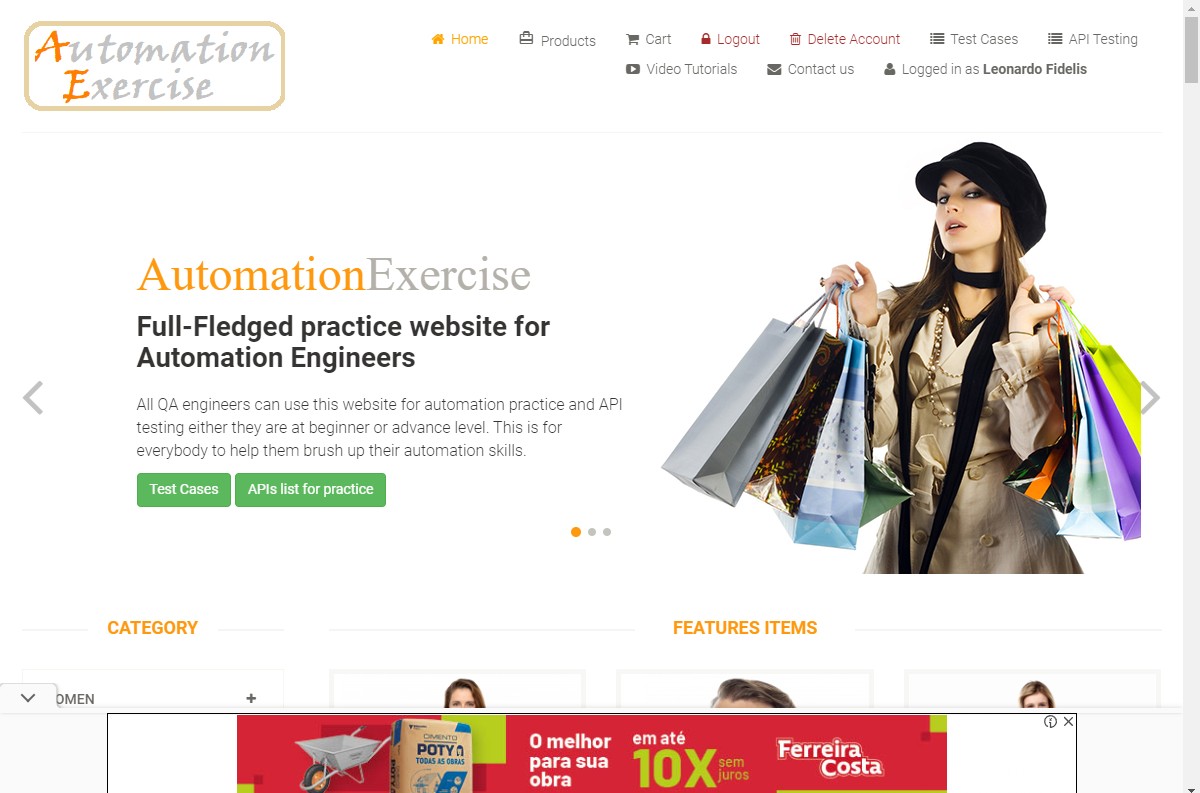 Automation
Exercise
Home
Products
Cart
Logout
Delete Account
Test Cases
API Testing
Video Tutorials
Contact us
Logged in as Leonardo Fidelis
AutomationExercise
Full-Fledged practice website for
Automation Engineers
All QA engineers can use this website for automation practice and API
testing either they are at beginner or advance level. This is for
everybody to help them brush up their automation skills.
Test Cases
APIs list for practice
CATEGORY
FEATURES ITEMS
OMEN
CIMENTO
POTY
TODAS AS OBRAS
O melhor
para sua
obra
em até
10X sem
juros
Ferreira
Costa